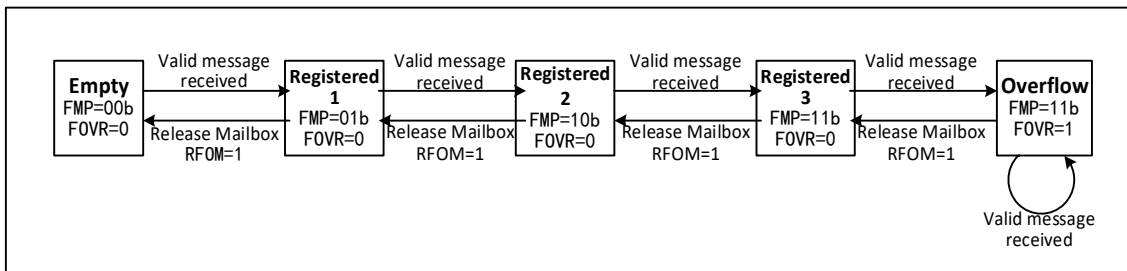 Empty
FMP=00b
FOVR=0
Valid message
received
Release Mailbox
RFOM=1
Registered
1
FMP=01b
FOVR=0
Valid message
received
Release Mailbox
RFOM=1
Registered
2
FMP=10b
FOVR=0
Valid message
received
Release Mailbox
RFOM=1
Registered
3
FMP=11b
FOVR=0
Valid message
received
Release Mailbox
RFOM=1
Overflow
FMP=11b
FOVR=1
Valid message
received